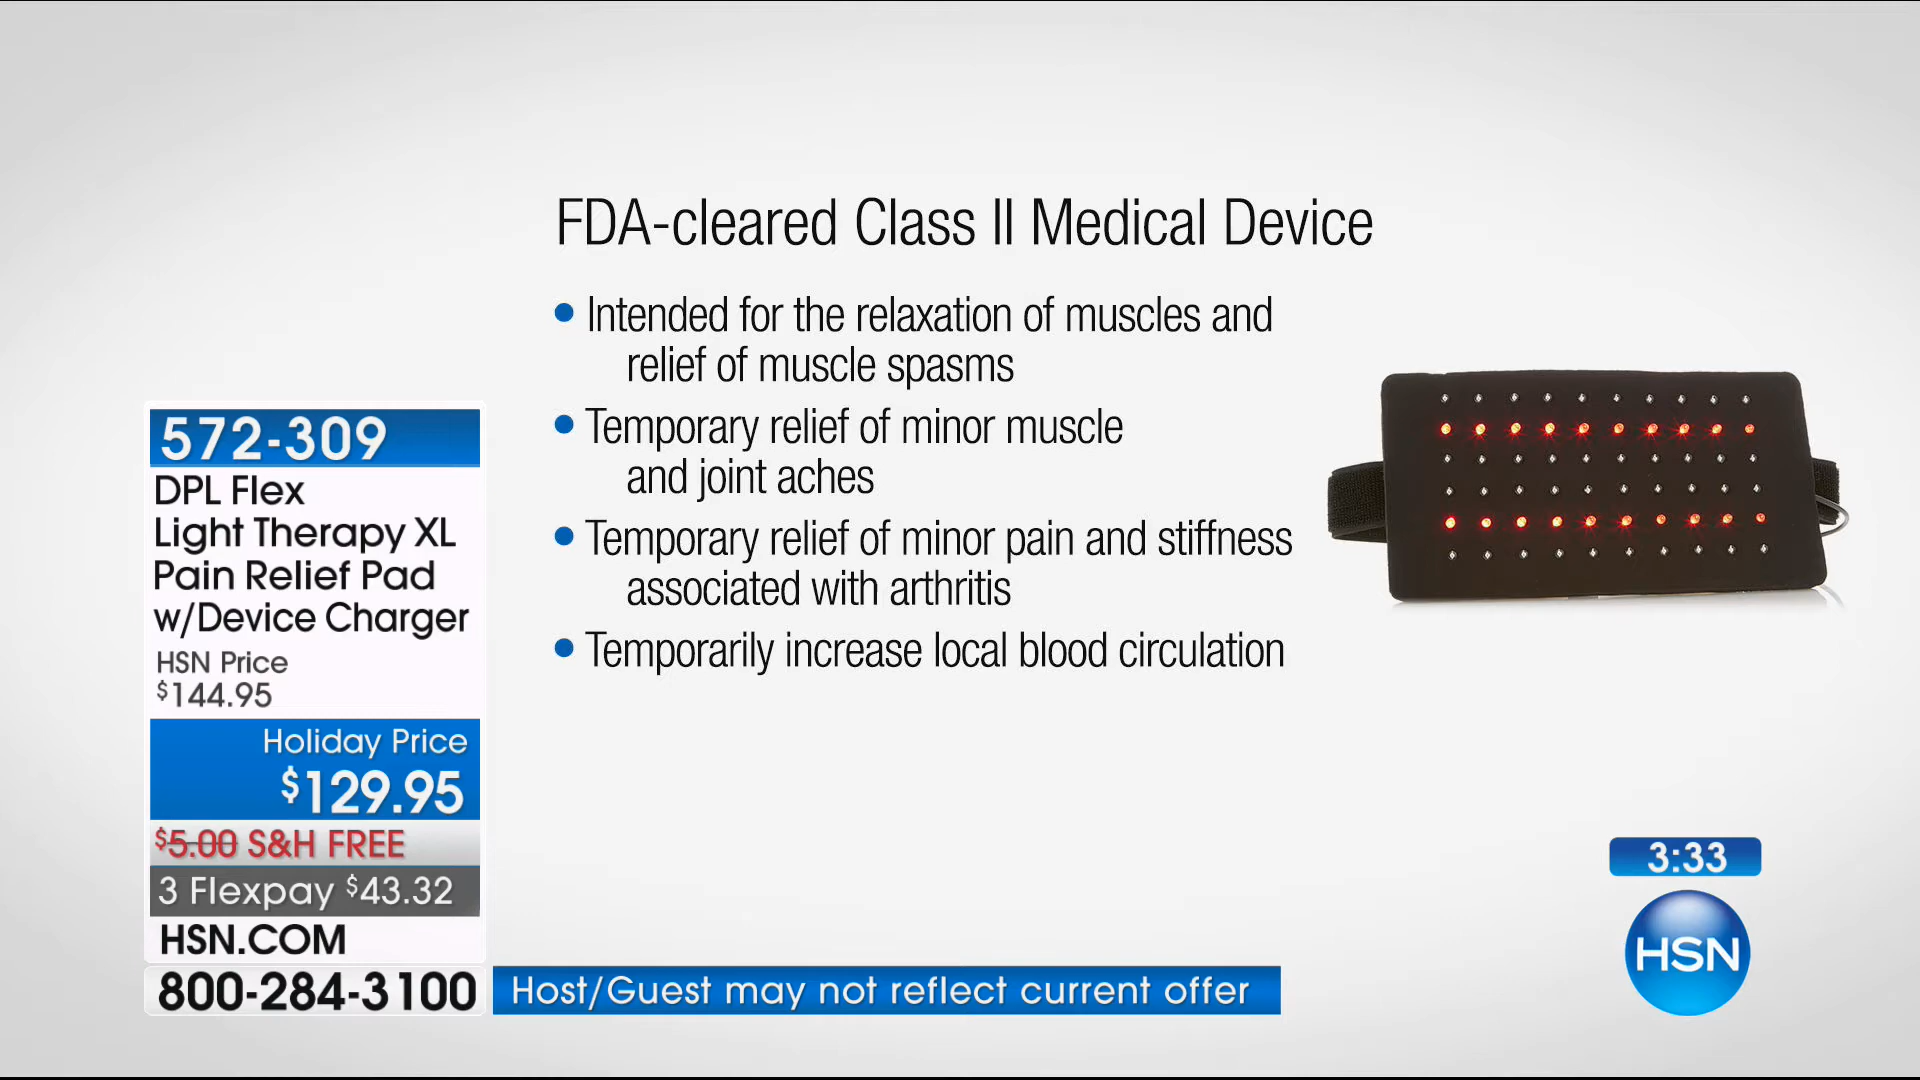 FDA-cleared Class II Medical Device
• Intended for the relaxation of muscles and
relief of muscle spasms
• Temporary relief of minor muscle
and joint aches
• Temporary relief of minor pain and stiffness
associated with arthritis
• Temporarily increase local blood circulation
572-309
DPL Flex
Light Therapy XL
Pain Relief Pad
w/Device Charger
HSN Price
$144.95
Holiday Price
$129.95
$5.00 S&H FREE
3 Flexpay $43.32
HSN.COM
800-284-3100
Host/Guest may not reflect current offer
3:33
HSN